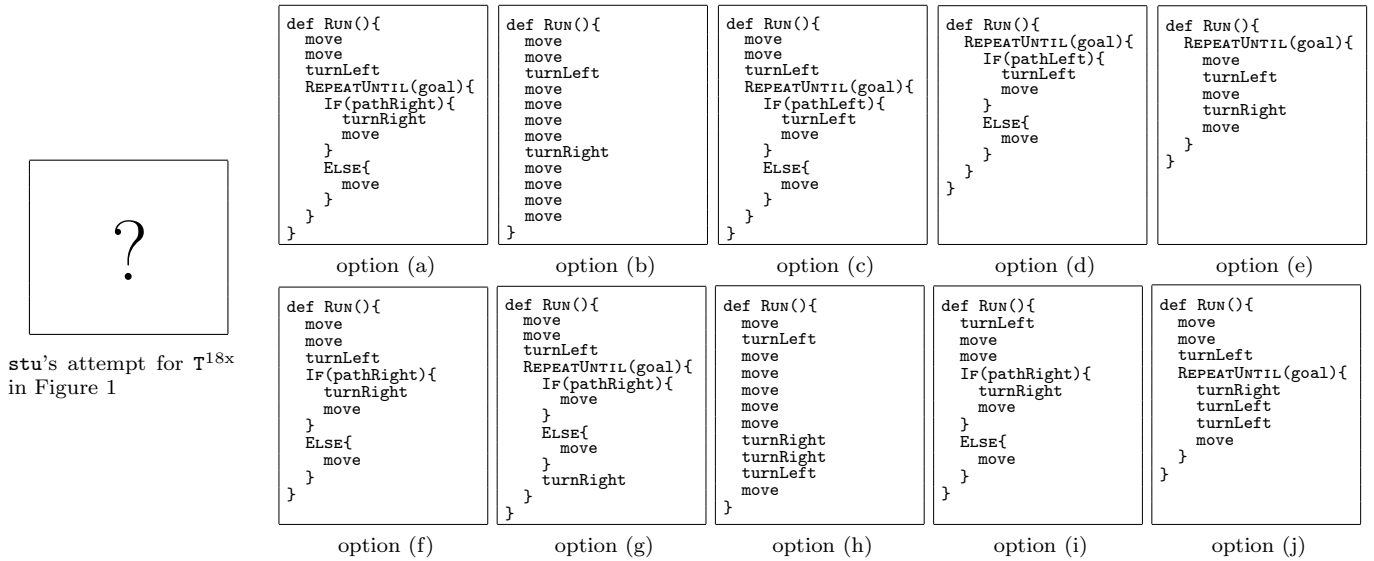 ?
stu's attempt for T^18x
in Figure 1
def RUN(){
move
move
turnLeft
REPEATUNTIL(goal){
IF(pathRight){
turnRight
move
}
ELSE{
move
}
}
}
option (a)
def RUN(){
move
move
turnLeft
move
move
move
move
turnRight
move
move
move
move
}
option (b)
def RUN(){
move
move
turnLeft
REPEATUNTIL(goal){
IF(pathLeft){
turnLeft
move
}
ELSE{
move
}
}
}
option (c)
def RUN(){
REPEATUNTIL(goal){
IF(pathLeft){
turnLeft
move
}
ELSE{
move
}
}
}
option (d)
def RUN(){
REPEATUNTIL(goal){
move
turnLeft
move
turnRight
move
}
}
option (e)
def RUN(){
move
move
turnLeft
IF(pathRight){
turnRight
move
}
ELSE{
move
}
}
option (f)
def RUN(){
move
move
turnLeft
REPEATUNTIL(goal){
IF(pathRight){
move
}
ELSE{
move
}
turnRight
}
}
option (g)
def RUN(){
move
turnLeft
move
move
move
move
move
turnRight
turnRight
turnLeft
move
}
option (h)
def RUN(){
turnLeft
move
move
IF(pathRight){
turnRight
move
}
ELSE{
move
}
}
option (i)
def RUN(){
move
move
turnLeft
REPEATUNTIL(goal){
turnRight
turnLeft
turnLeft
move
}
}
option (j)